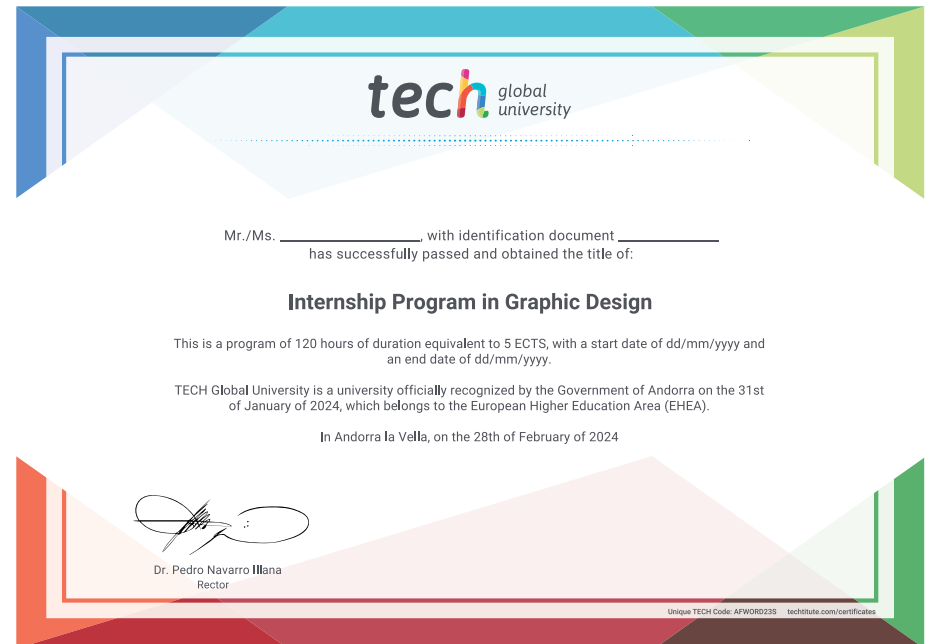 tech global university
Mr./Ms. ____________________, with identification document ______________
has successfully passed and obtained the title of:
Internship Program in Graphic Design
This is a program of 120 hours of duration equivalent to 5 ECTS, with a start date of dd/mm/yyyy and
an end date of dd/mm/yyyy.
TECH Global University is a university officially recognized by the Government of Andorra on the 31st
of January of 2024, which belongs to the European Higher Education Area (EHEA).
In Andorra la Vella, on the 28th of February of 2024
Dr. Pedro Navarro Illana
Rector
Unique TECH Code: AFWORD23S techtitute.com/certificates